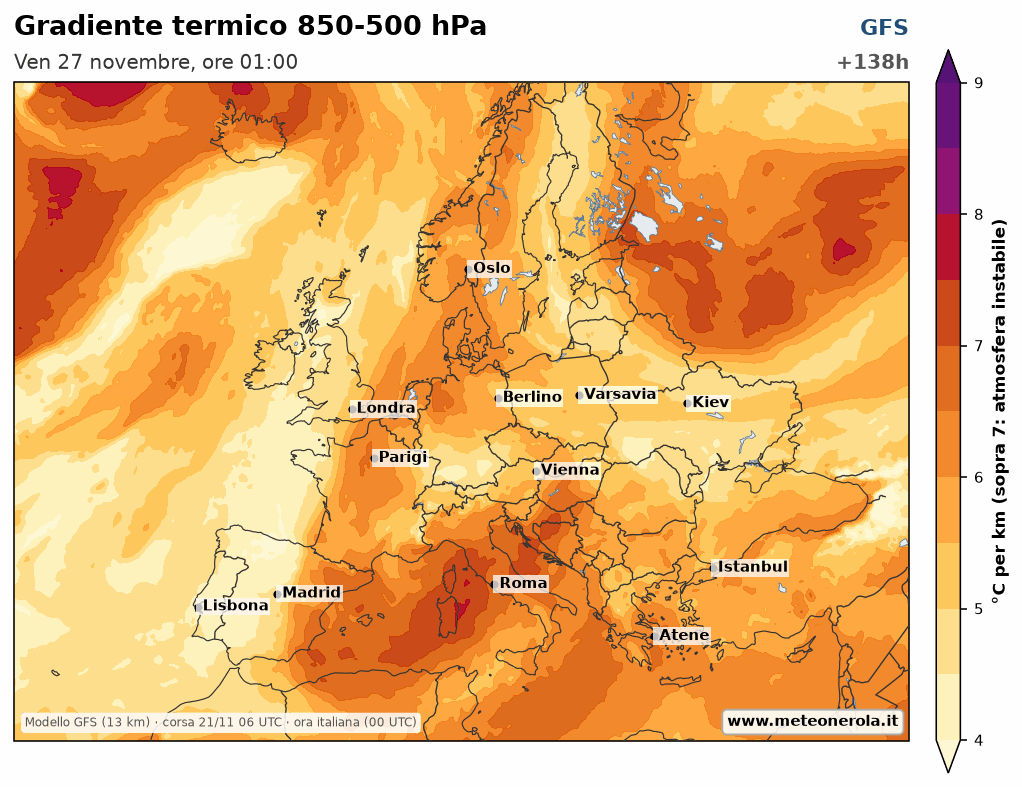 Gradiente termico 850-500 hPa
GFS
Ven 27 novembre, ore 01:00
+138h
Oslo
Londra
Berlino
Varsavia
Kiev
Parigi
Vienna
Istanbul
Roma
Madrid
Lisbona
Atene
Modello GFS (13 km) · corsa 21/11 06 UTC · ora italiana (00 UTC)
www.meteonerola.it
9
8
7
6
5
4
°C per km (sopra 7: atmosfera instabile)